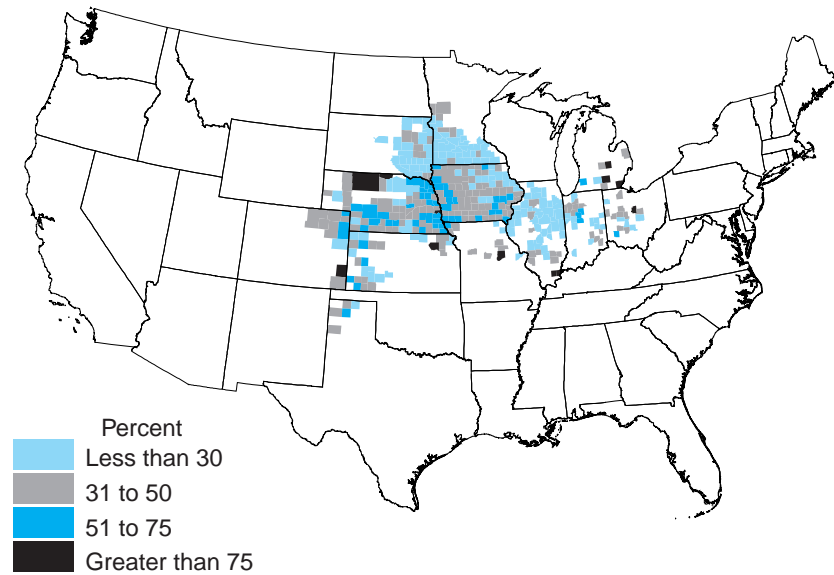 Percent
Less than 30
31 to 50
51 to 75
Greater than 75